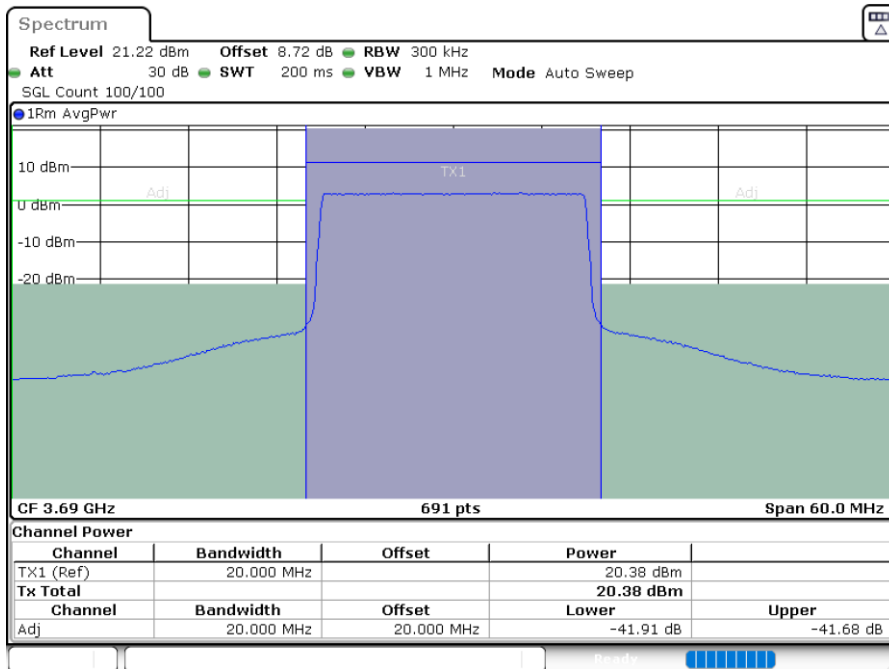 Spectrum
Ref Level 21.22 dBm Offset 8.72 dB RBW 300 kHz
Att 30 dB SWT 200 ms VBW 1 MHz Mode Auto Sweep
SGL Count 100/100
1Rm AvgPwr
10 dBm
TX1
Adj Adj
0 dBm
-10 dBm
-20 dBm
CF 3.69 GHz 691 pts Span 60.0 MHz
Channel Power
Channel Bandwidth Offset Power
TX1 (Ref) 20.000 MHz 20.38 dBm
Tx Total 20.38 dBm
Channel Bandwidth Offset Lower Upper
Adj 20.000 MHz 20.000 MHz -41.91 dB -41.68 dB
Ready